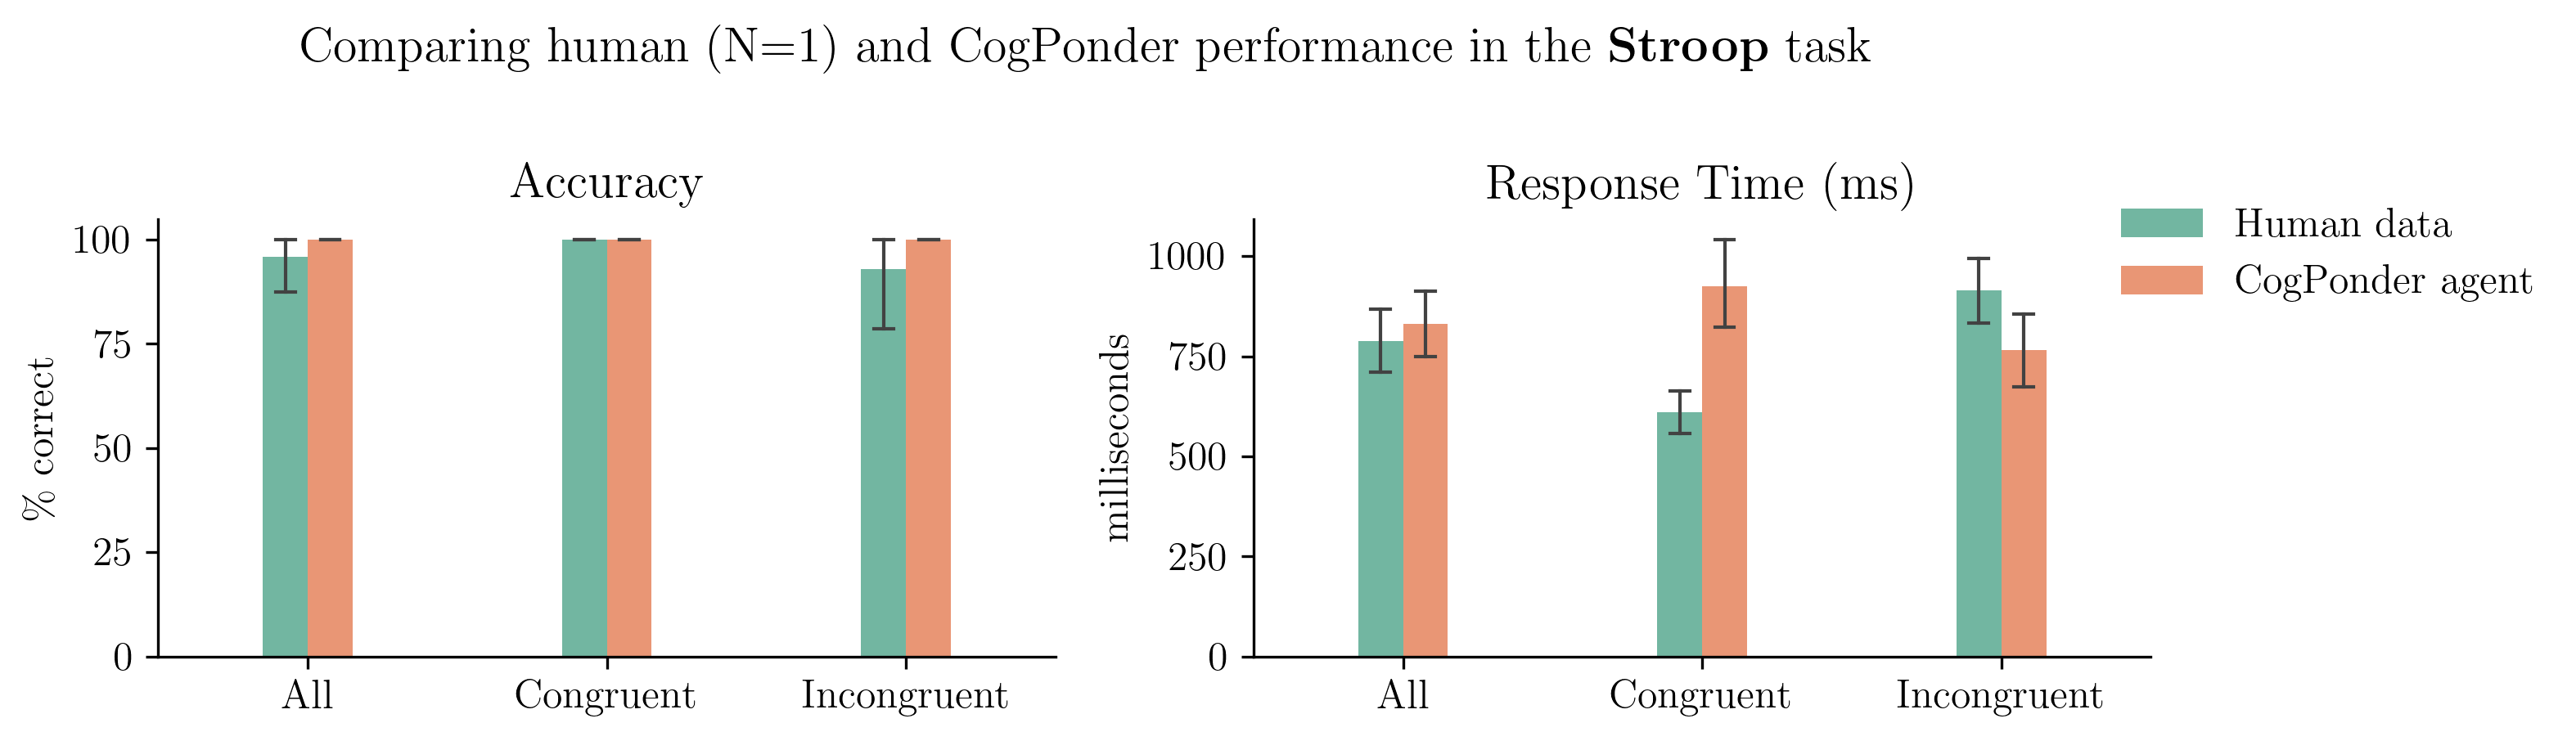 Comparing human (N=1) and CogPonder performance in the Stroop task
Accuracy
% correct
100
75
50
25
0
All
Congruent
Incongruent
Response Time (ms)
milliseconds
1000
750
500
250
0
All
Congruent
Incongruent
Human data
CogPonder agent